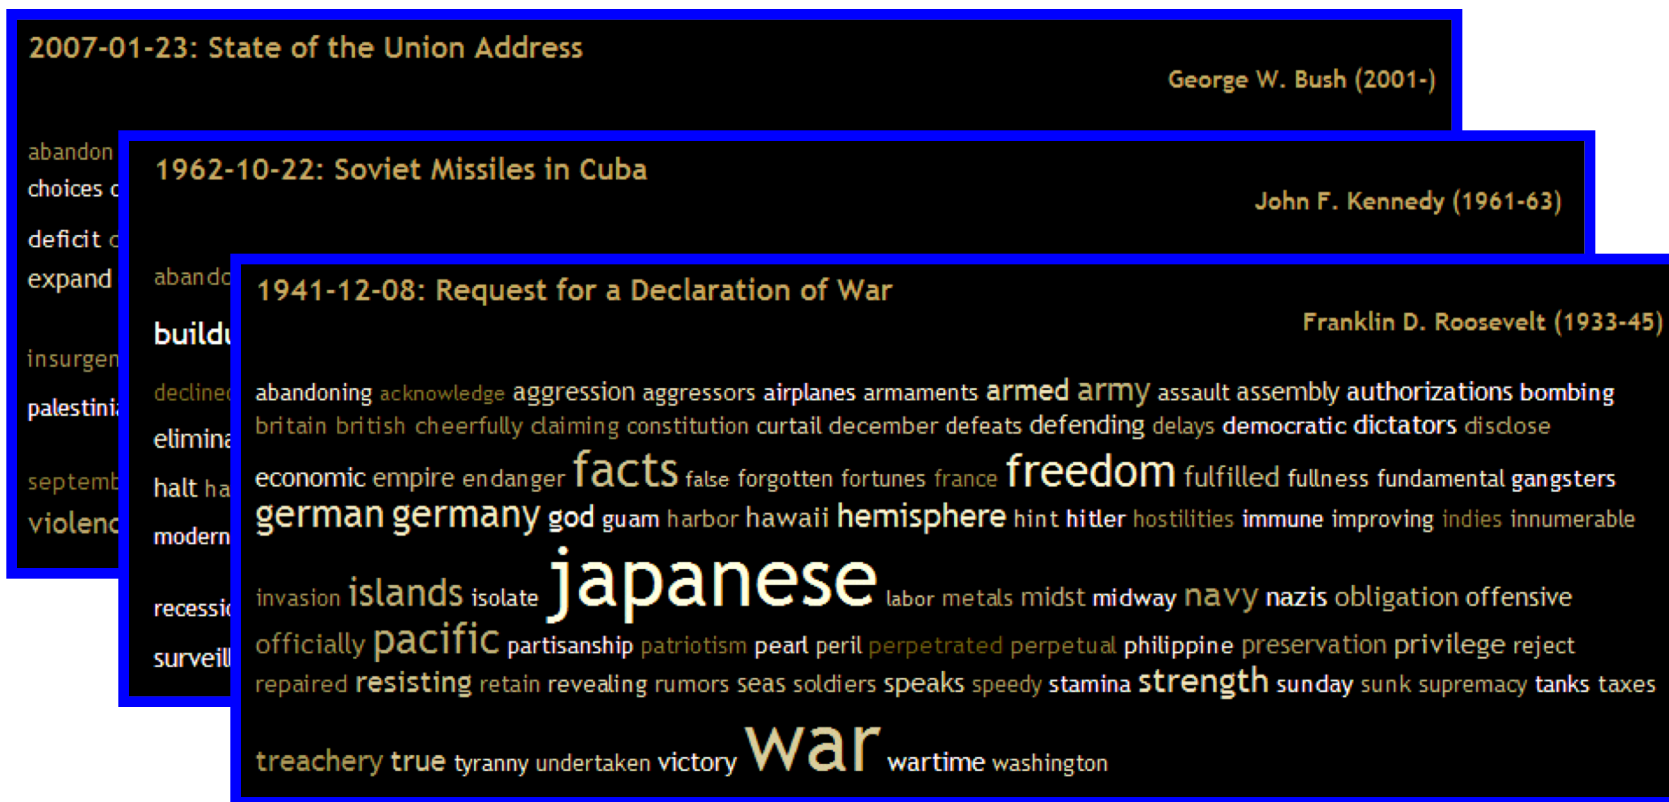 2007-01-23: State of the Union Address
George W. Bush (2001-)
abandon
choices
deficit
expand
violenc
1962-10-22: Soviet Missiles in Cuba
John F. Kennedy (1961-63)
abando
buildu
declined
elimina
halt ha
modern
recessi
surveil
insurgen
palestini
septemb
1941-12-08: Request for a Declaration of War
Franklin D. Roosevelt (1933-45)
abandoning acknowledge aggression aggressors airplanes armaments armed army assault assembly authorizations bombing
britain british cheerfully claiming constitution curtail december defeats defending delays democratic dictators disclose
economic empire endanger facts false forgotten fortunes france freedom fulfilled fullness fundamental gangsters
german germany god guam harbor hawaii hemisphere hint hitler hostilities immune improving indies innumerable
invasion islands isolate japanese labor metals midst midway navy nazis obligation offensive
officially pacific partisanship patriotism pearl peril perpetrated perpetual philippine preservation privilege reject
repaired resisting retain revealing rumors seas soldiers speaks speedy stamina strength sunday sunk supremacy tanks taxes
treachery true tyranny undertaken victory war wartime washington